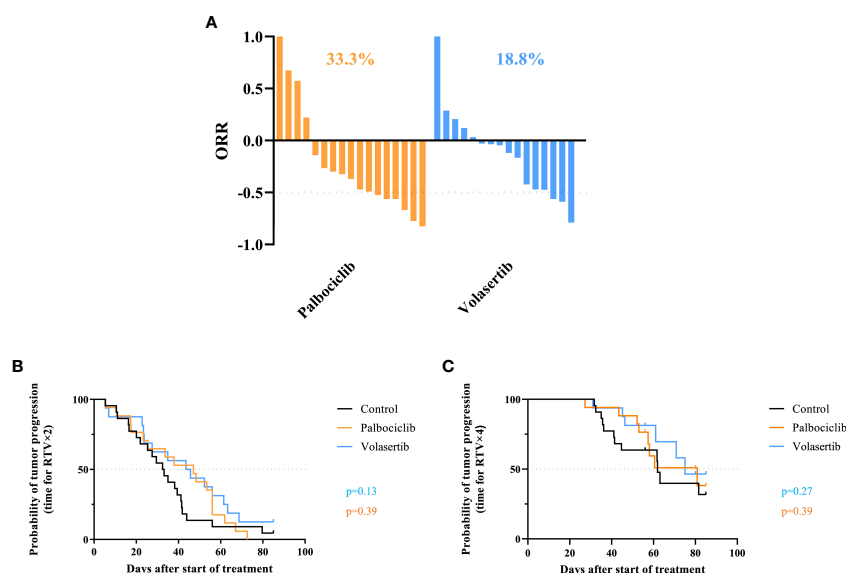 A
1.0
33.3%
18.8%
0.5
0.0
-0.5
-1.0
ORR
Palbociclib
Volasertib
B
Probability of tumor progression
(time for RTV×2)
100
50
0
0 20 40 60 80 100
Days after start of treatment
Control
Palbociclib
Volasertib
p=0.13
p=0.39
C
Probability of tumor progression
(time for RTV×4)
100
50
0
0 20 40 60 80 100
Days after start of treatment
Control
Palbociclib
Volasertib
p=0.27
p=0.39